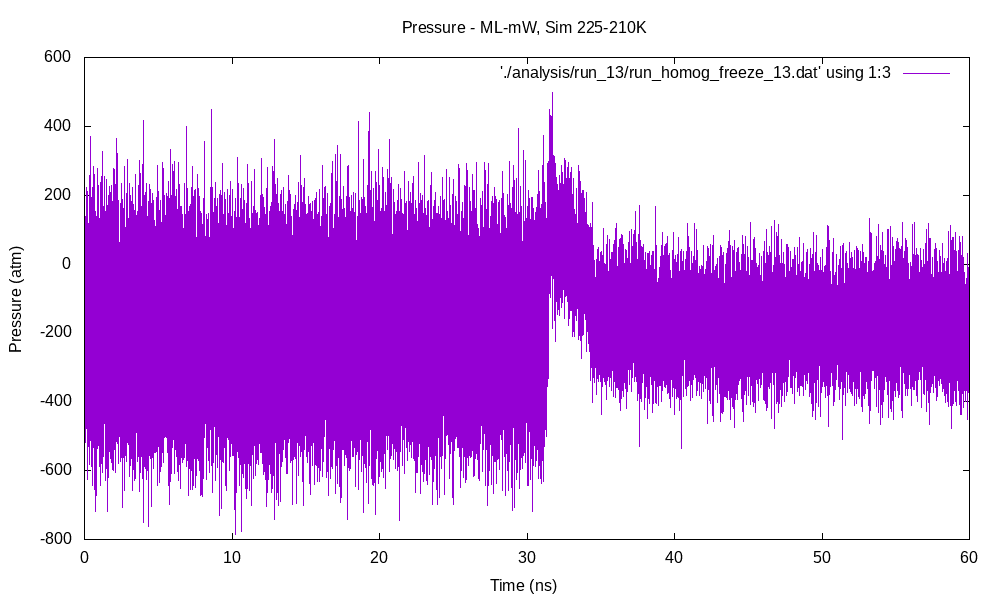 Pressure - ML-mW, Sim 225-210K
'./analysis/run_13/run_homog_freeze_13.dat' using 1:3
600
400
200
0
-200
-400
-600
-800
Pressure (atm)
0 10 20 30 40 50 60
Time (ns)